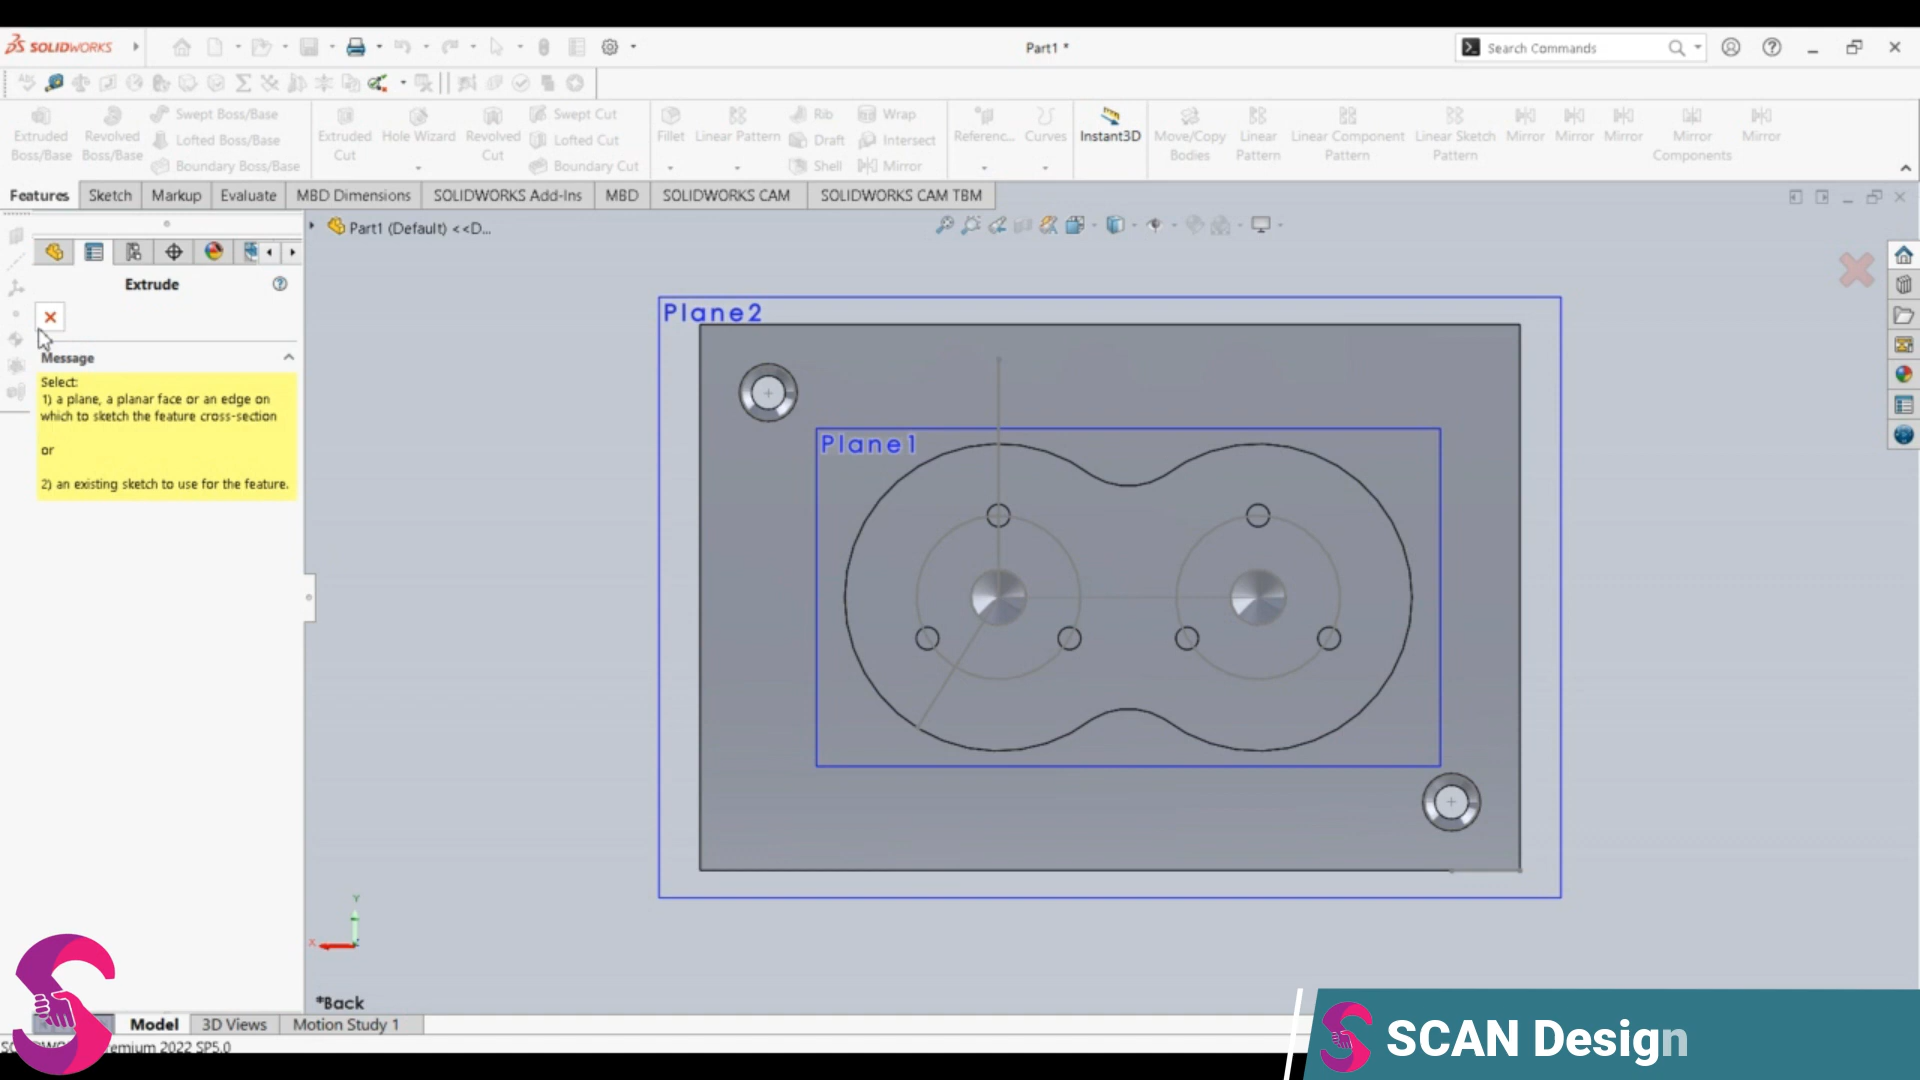 SOLIDWORKS
Part1 *
Search Commands
Extruded Boss/Base
Revolved Boss/Base
Swept Boss/Base
Lofted Boss/Base
Boundary Boss/Base
Extruded Cut
Hole Wizard
Revolved Cut
Swept Cut
Lofted Cut
Boundary Cut
Fillet
Linear Pattern
Rib
Draft
Shell
Wrap
Intersect
Mirror
Referenc...
Curves
Instant3D
Move/Copy Bodies
Linear Pattern
Linear Component Pattern
Linear Sketch Pattern
Mirror
Mirror
Mirror
Mirror Components
Mirror
Features
Sketch
Markup
Evaluate
MBD Dimensions
SOLIDWORKS Add-Ins
MBD
SOLIDWORKS CAM
SOLIDWORKS CAM TBM
Part1 (Default) <<D...
Extrude
Message
Select:
1) a plane, a planar face or an edge on
which to sketch the feature cross-section
or
2) an existing sketch to use for the feature.
Plane2
Plane1
Y
X
*Back
Model
3D Views
Motion Study 1
emium 2022 SP5.0
SCAN Design